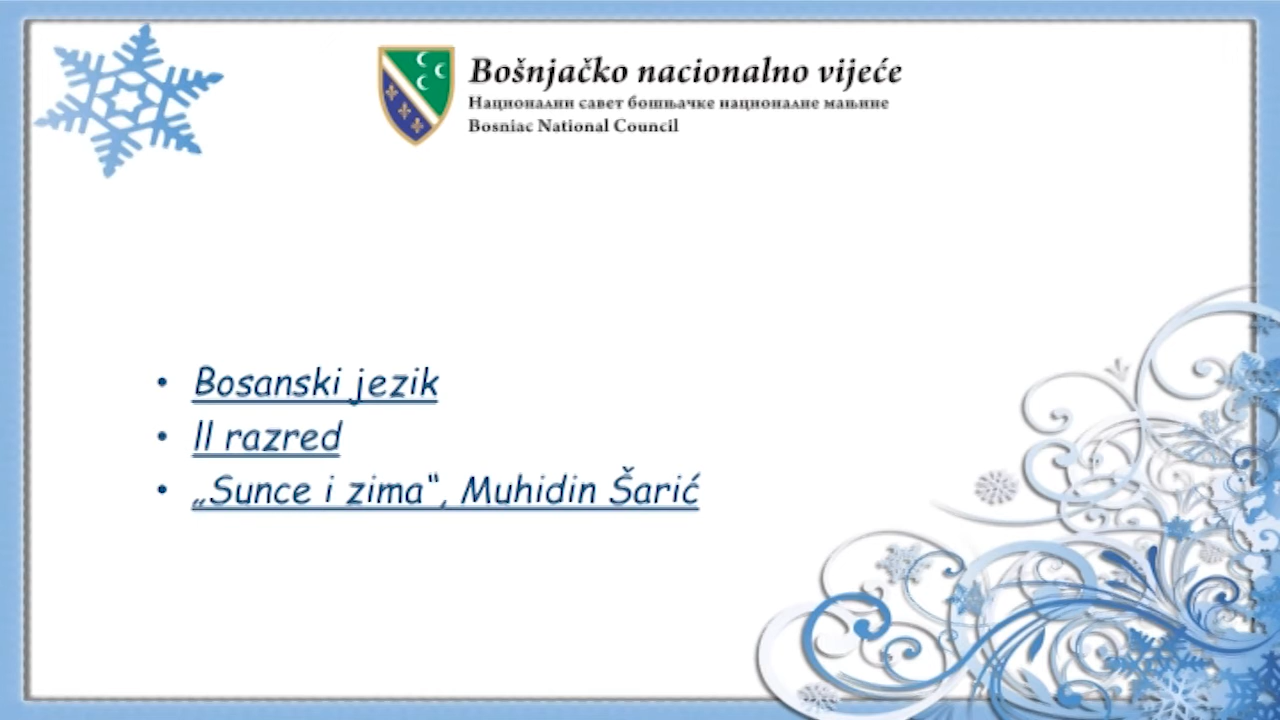 Bošnjačko nacionalno vijeće
Национални савет бошњачке националне мањине
Bosniac National Council
• Bosanski jezik
• II razred
• „Sunce i zima“, Muhidin Šarić